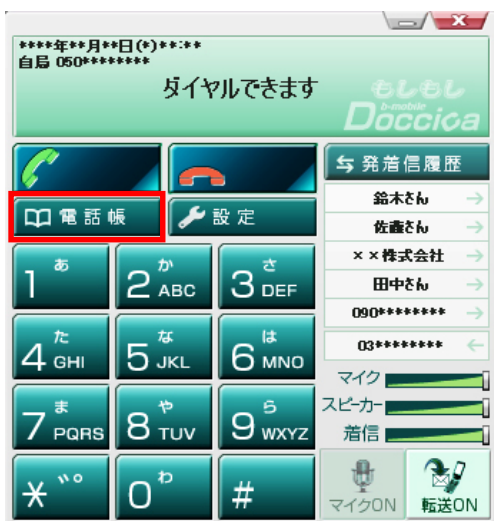 ****年**月**日(*)**:**
自局 050********
ダイヤルできます
もしもし
b-mobile
Doccica
発着信履歴
電話帳
設定
鈴木さん →
佐藤さん →
××株式会社 →
田中さん →
090******** →
03******** ←
1 あ
2 か ABC
3 さ DEF
4 た GHI
5 な JKL
6 は MNO
7 ま PQRS
8 や TUV
9 ら WXYZ
* ゛゜
0 わ
#
マイク
スピーカー
着信
マイクON
転送ON